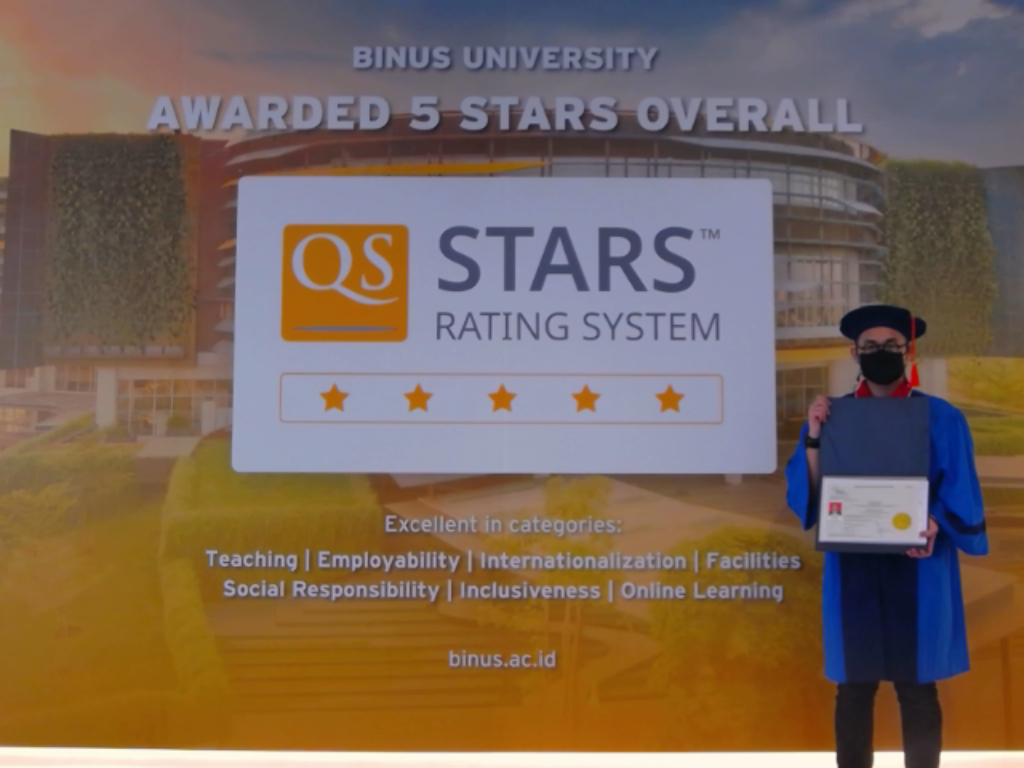 BINUS UNIVERSITY
AWARDED 5 STARS OVERALL
QS
STARS™
RATING SYSTEM
Excellent in categories:
Teaching | Employability | Internationalization | Facilities
Social Responsibility | Inclusiveness | Online Learning
binus.ac.id